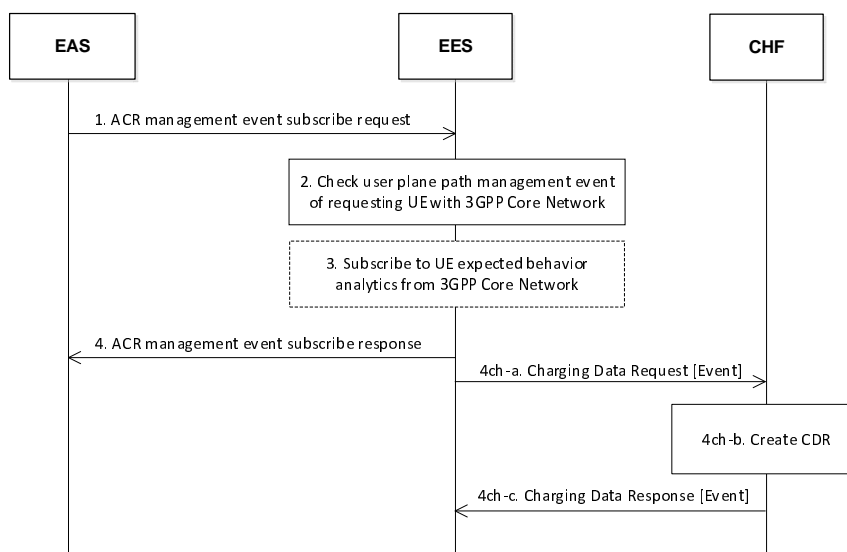 EAS
EES
CHF
1. ACR management event subscribe request
2. Check user plane path management event
of requesting UE with 3GPP Core Network
3. Subscribe to UE expected behavior
analytics from 3GPP Core Network
4. ACR management event subscribe response
4ch-a. Charging Data Request [Event]
4ch-b. Create CDR
4ch-c. Charging Data Response [Event]